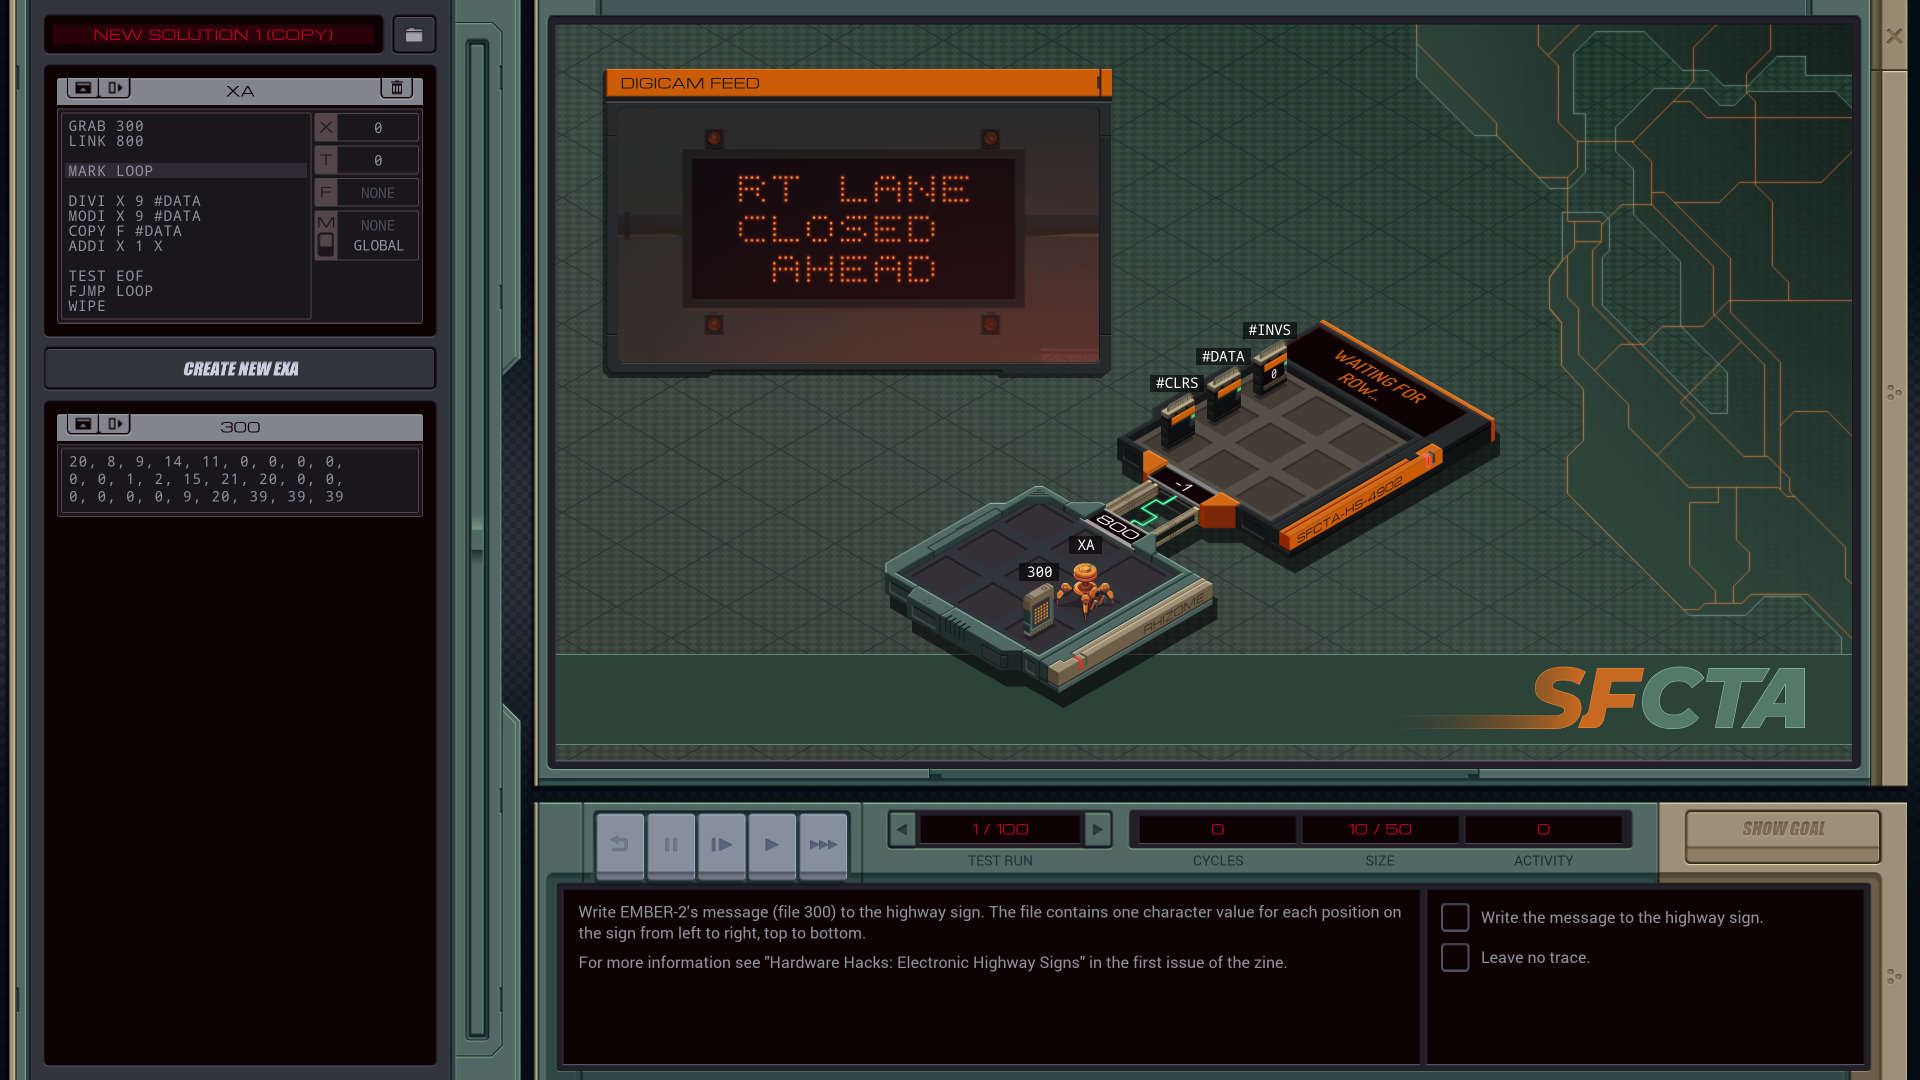 NEW SOLUTION 1 (COPY)
XA
GRAB 300
LINK 800
MARK LOOP
DIVI X 9 #DATA
MODI X 9 #DATA
COPY F #DATA
ADDI X 1 X
TEST EOF
FJMP LOOP
WIPE
X 0
T 0
F NONE
M NONE
GLOBAL
CREATE NEW EXA
300
20, 8, 9, 14, 11, 0, 0, 0, 0,
0, 0, 1, 2, 15, 21, 20, 0, 0,
0, 0, 0, 0, 9, 20, 39, 39, 39
DIGICAM FEED
RT LANE
CLOSED
AHEAD
#INVS
#DATA
#CLRS
0
WAITING FOR
ROW...
-1
800
SFCTA-HS-4902
XA
300
RHIZOME
SFCTA
1 / 100
TEST RUN
0
CYCLES
10 / 50
SIZE
0
ACTIVITY
SHOW GOAL
Write EMBER-2's message (file 300) to the highway sign. The file contains one character value for each position on
the sign from left to right, top to bottom.
For more information see "Hardware Hacks: Electronic Highway Signs" in the first issue of the zine.
Write the message to the highway sign.
Leave no trace.